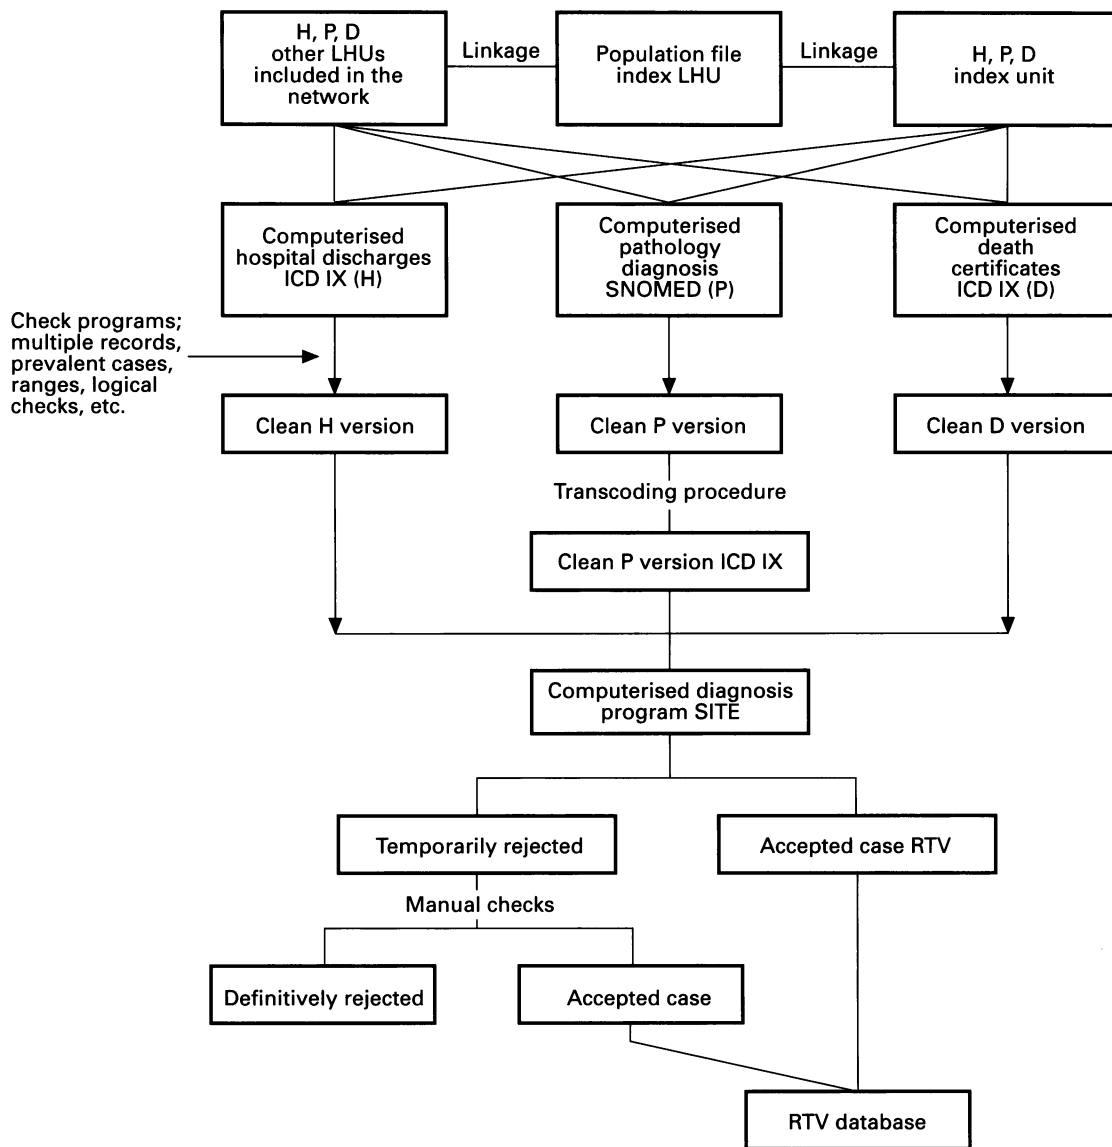 H, P, D
other LHUs
included in the
network
Linkage
Population file
index LHU
Linkage
H, P, D
index unit
Computerised
hospital discharges
ICD IX (H)
Computerised
pathology
diagnosis
SNOMED (P)
Computerised
death
certificates
ICD IX (D)
Check programs;
multiple records,
prevalent cases,
ranges, logical
checks, etc.
Clean H version
Clean P version
Clean D version
Transcoding procedure
Clean P version ICD IX
Computerised diagnosis
program SITE
Temporarily rejected
Accepted case RTV
Manual checks
Definitively rejected
Accepted case
RTV database